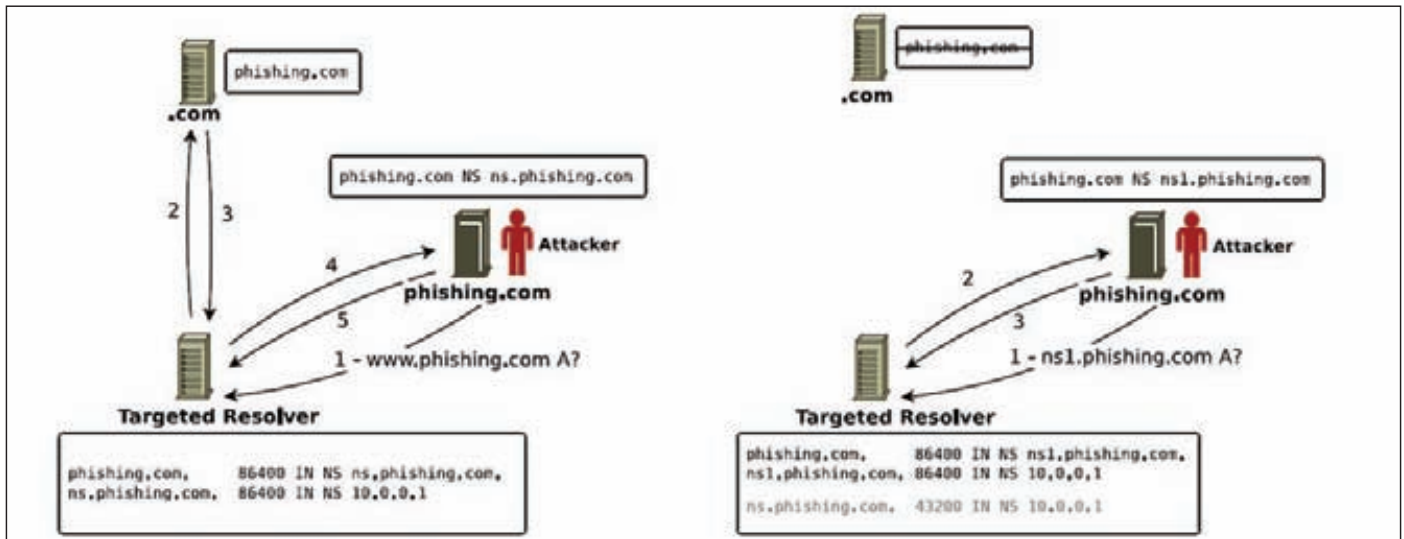 phishing.com
.com
phishing.com NS ns.phishing.com
2
3
Attacker
phishing.com
4
5
1 - www.phishing.com A?
Targeted Resolver
phishing.com. 86400 IN NS ns.phishing.com.
ns.phishing.com. 86400 IN NS 10.0.0.1
phishing.com
.com
phishing.com NS ns1.phishing.com
Attacker
phishing.com
2
3
1 - ns1.phishing.com A?
Targeted Resolver
phishing.com. 86400 IN NS ns1.phishing.com.
ns1.phishing.com. 86400 IN NS 10.0.0.1
ns.phishing.com. 43200 IN NS 10.0.0.1